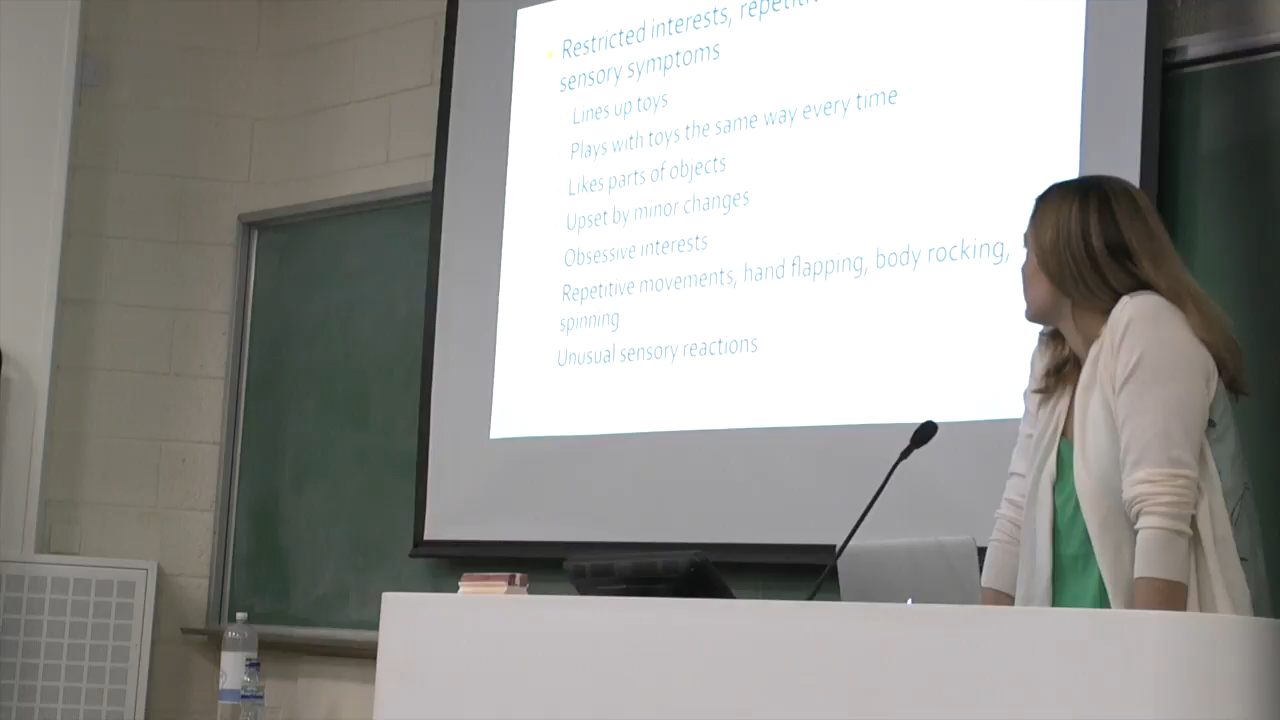 Restricted interests,
sensory symptoms
Lines up toys
Plays with toys the same way every time
Likes parts of objects
Upset by minor changes
Obsessive interests
Repetitive movements, hand flapping, body rocking,
spinning
Unusual sensory reactions